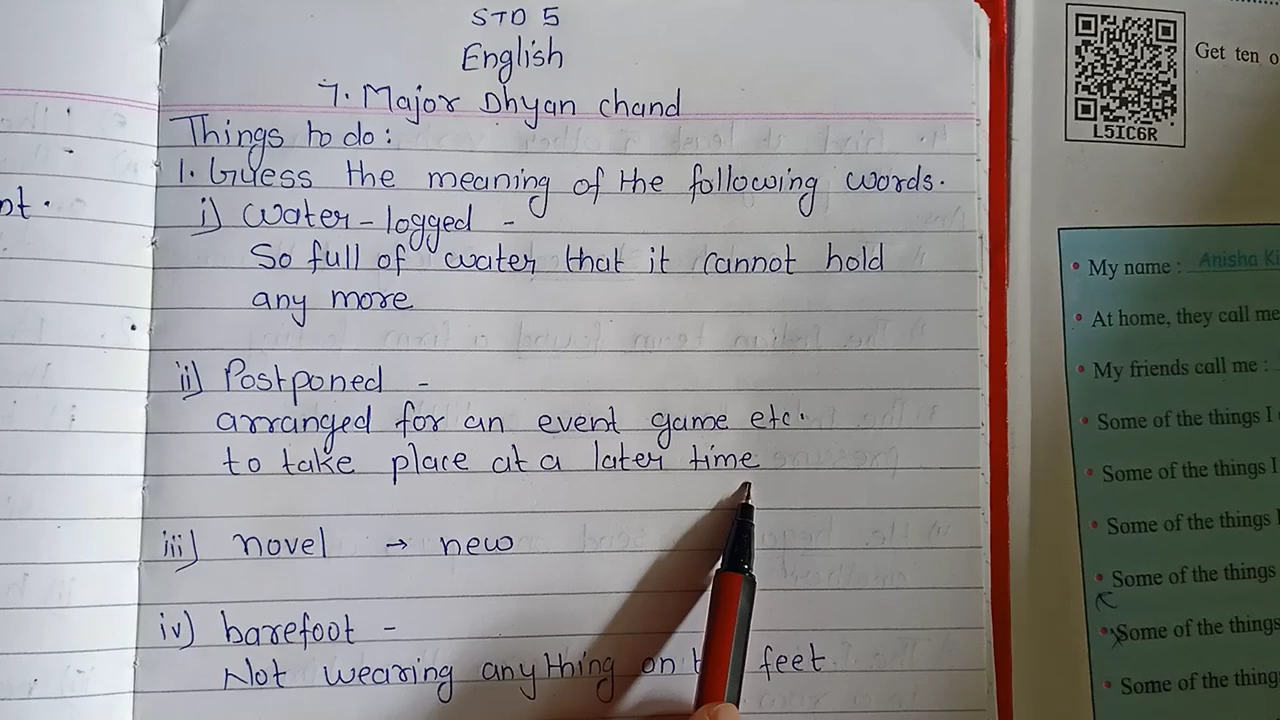 STD 5
English
7. Major Dhyan chand
Things to do:
1. Guess the meaning of the following words.
i) Water-logged -
So full of water that it cannot hold
any more
ii) Postponed -
arranged for an event game etc.
to take place at a later time
iii) novel → new
iv) barefoot -
Not wearing anything on feet
nt.
L5IC6R
Get ten o
• My name : Anisha Ki
• At home, they call me
• My friends call me :
• Some of the things I
• Some of the things I
• Some of the things
• Some of the things
• Some of the things
• Some of the thing